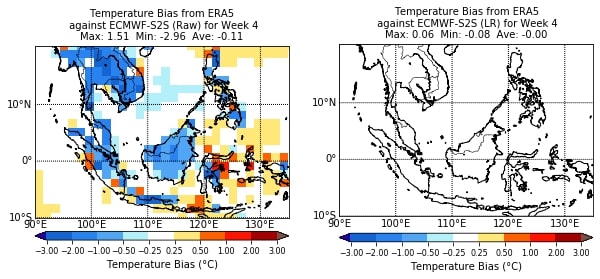 Temperature Bias from ERA5
against ECMWF-S2S (Raw) for Week 4
Max: 1.51 Min: -2.96 Ave: -0.11
10°N
0°
10°S
90°E 100°E 110°E 120°E 130°E
−3.00 −2.00 −1.00 −0.50 −0.25 0.25 0.50 1.00 2.00 3.00
Temperature Bias (°C)
Temperature Bias from ERA5
against ECMWF-S2S (LR) for Week 4
Max: 0.06 Min: -0.08 Ave: -0.00
10°N
0°
10°S
90°E 100°E 110°E 120°E 130°E
−3.00 −2.00 −1.00 −0.50 −0.25 0.25 0.50 1.00 2.00 3.00
Temperature Bias (°C)